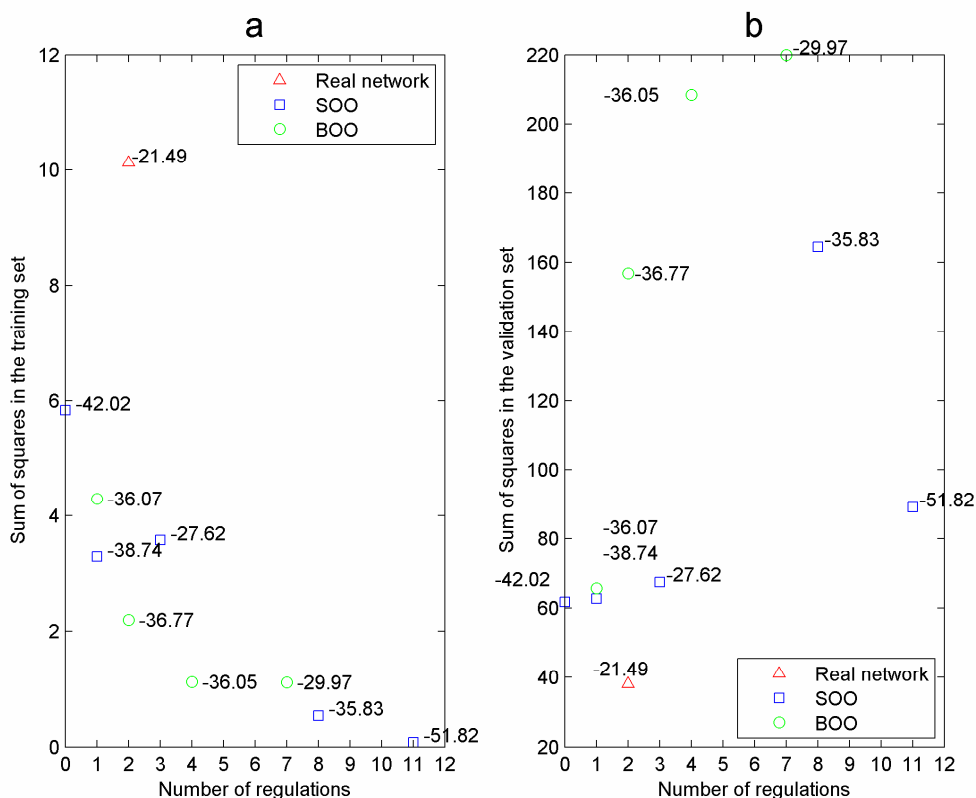 a
12
10
8
6
4
2
0
Sum of squares in the training set
Real network
SOO
BOO
-21.49
-42.02
-36.07
-27.62
-38.74
-36.77
-36.05
-29.97
-35.83
-51.82
0 1 2 3 4 5 6 7 8 9 10 11 12
Number of regulations
b
220
200
180
160
140
120
100
80
60
40
20
Sum of squares in the validation set
-29.97
-36.05
-35.83
-36.77
-51.82
-36.07
-38.74
-27.62
-42.02
-21.49
Real network
SOO
BOO
0 1 2 3 4 5 6 7 8 9 10 11 12
Number of regulations